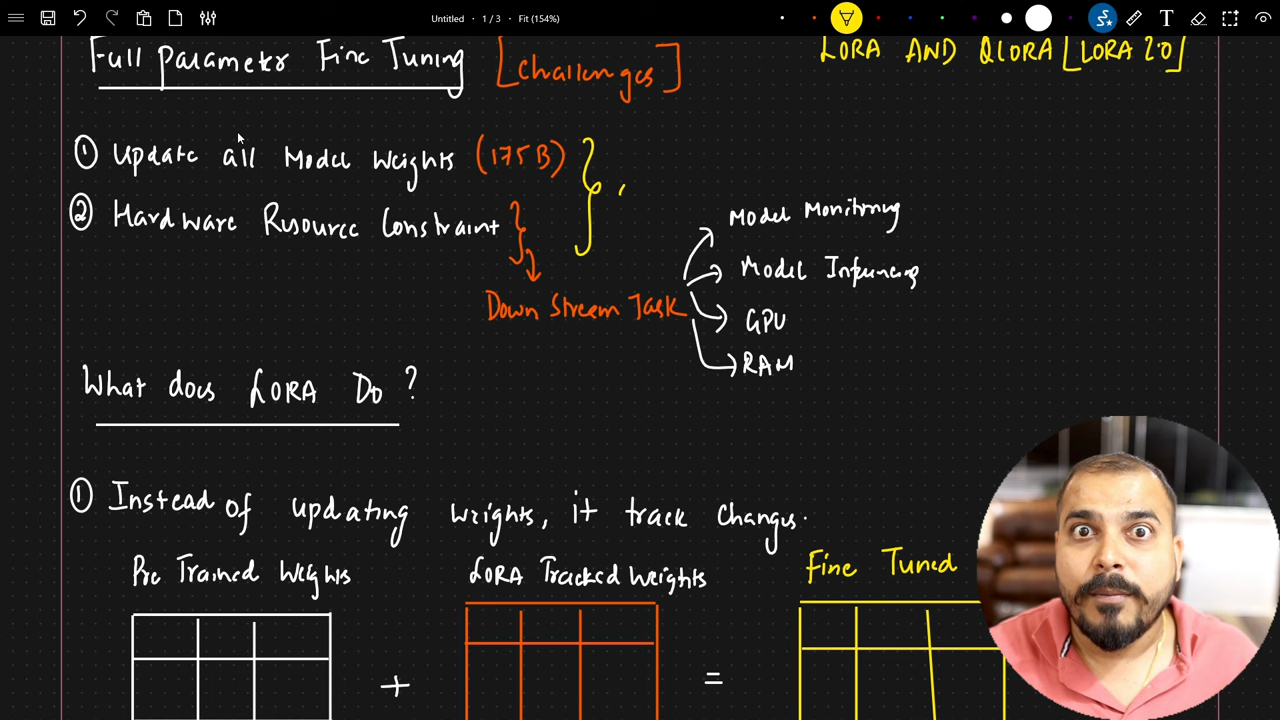 Untitled • 1 / 3 • Fit (154%)
Full Parameter Fine Tuning [Challenges]
LORA AND QLORA [LORA 2.0]
① Update all Model Weights (175B)
② Hardware Resource Constraint
Model Monitoring
Model Inferencing
Down Stream Task
GPU
RAM
What does LORA Do ?
① Instead of updating weights, it track changes.
Pre Trained Weights
LORA Tracked Weights
Fine Tuned
+
=